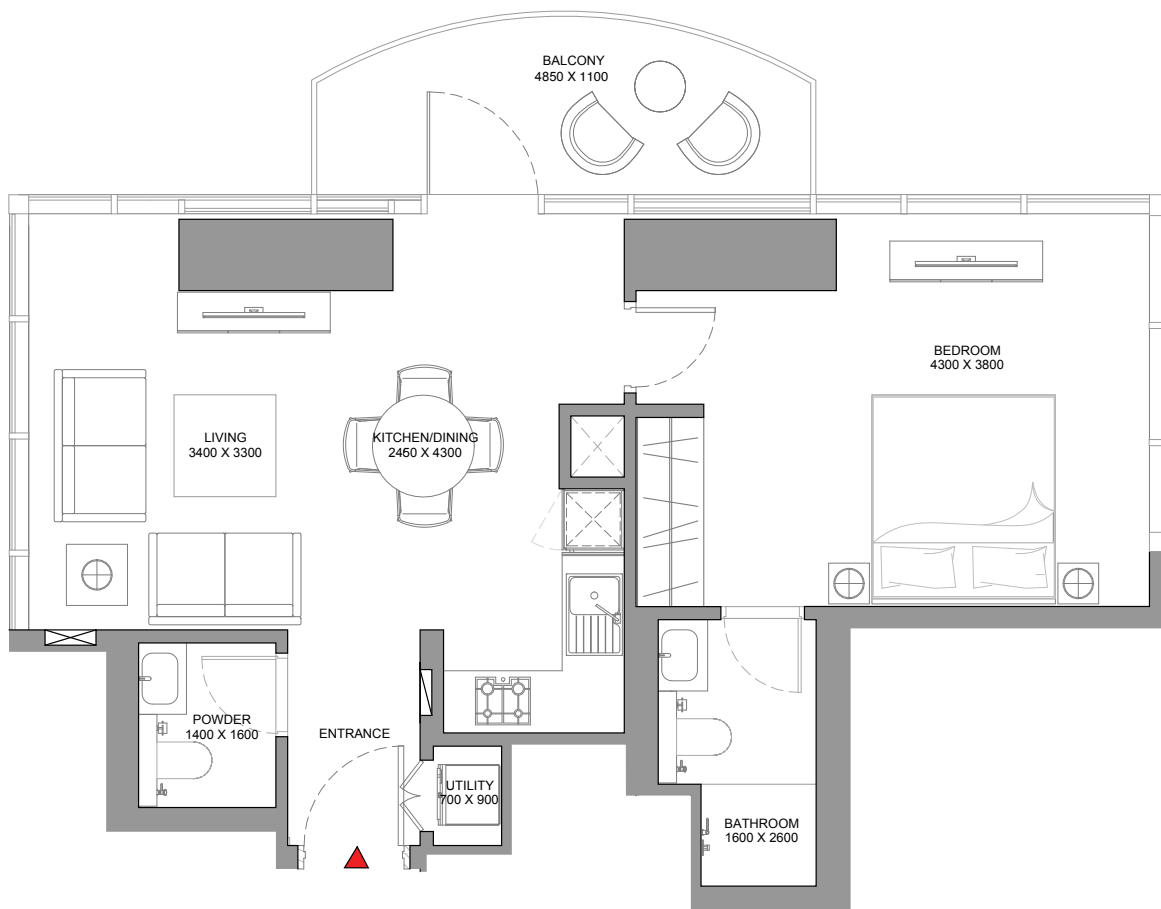 BALCONY
4850 X 1100
BEDROOM
4300 X 3800
LIVING
3400 X 3300
KITCHEN/DINING
2450 X 4300
POWDER
1400 X 1600
ENTRANCE
UTILITY
700 X 900
BATHROOM
1600 X 2600